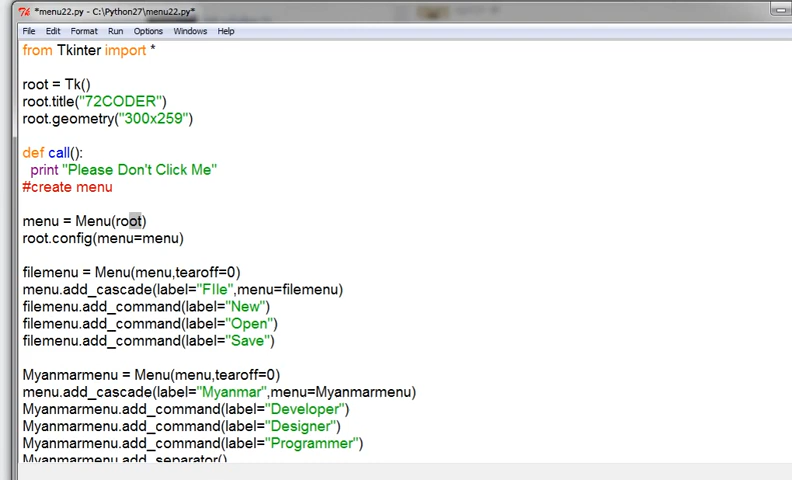 *menu22.py - C:\Python27\menu22.py*
File Edit Format Run Options Windows Help
from Tkinter import *
root = Tk()
root.title("72CODER")
root.geometry("300x259")
def call():
print "Please Don't Click Me"
#create menu
menu = Menu(root)
root.config(menu=menu)
filemenu = Menu(menu,tearoff=0)
menu.add_cascade(label="FIle",menu=filemenu)
filemenu.add_command(label="New")
filemenu.add_command(label="Open")
filemenu.add_command(label="Save")
Myanmarmenu = Menu(menu,tearoff=0)
menu.add_cascade(label="Myanmar",menu=Myanmarmenu)
Myanmarmenu.add_command(label="Developer")
Myanmarmenu.add_command(label="Designer")
Myanmarmenu.add_command(label="Programmer")
Myanmarmenu.add_separator()